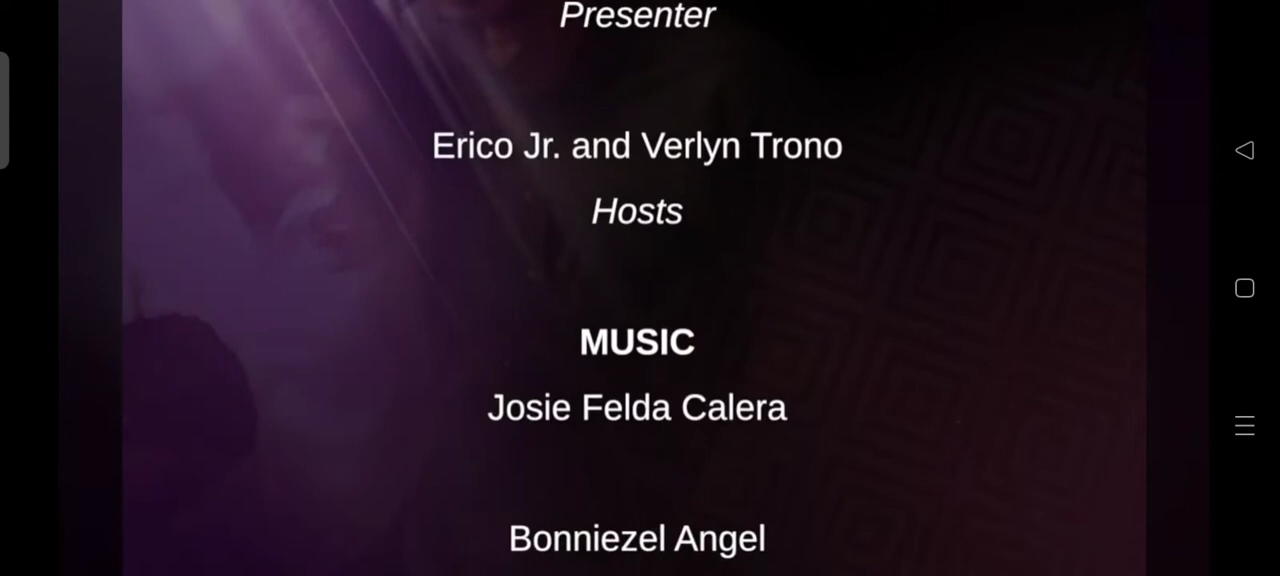 Presenter
Erico Jr. and Verlyn Trono
Hosts
MUSIC
Josie Felda Calera
Bonniezel Angel